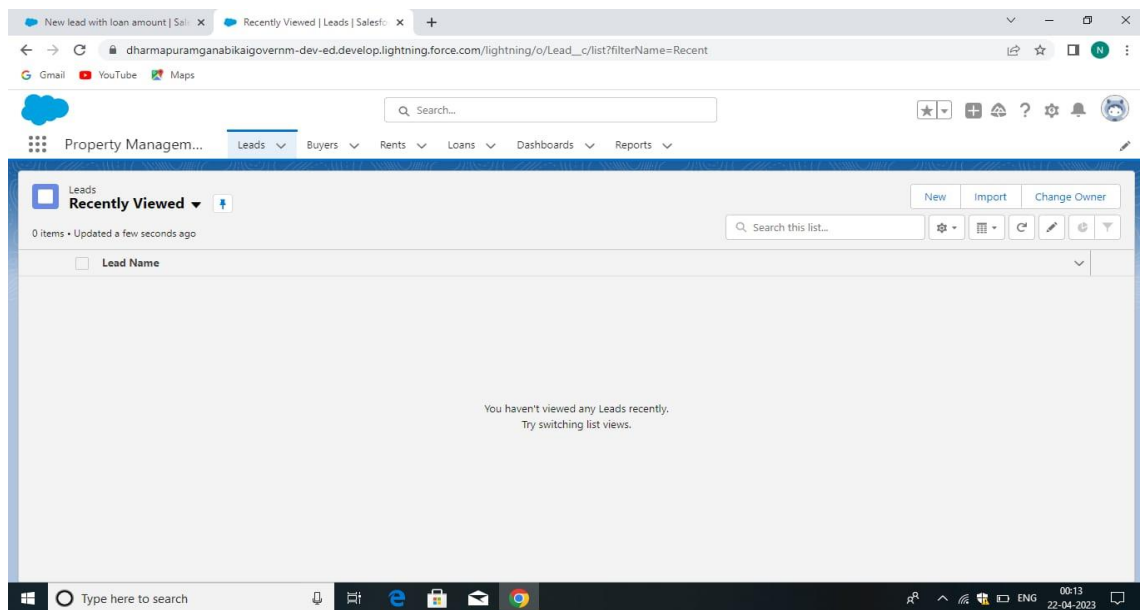 New lead with loan amount | Sal
Recently Viewed | Leads | Salesfo
dharmapuramganabikaigovernm-dev-ed.develop.lightning.force.com/lightning/o/Lead__c/list?filterName=Recent
N
Gmail YouTube Maps
Search...
Property Managem... Leads Buyers Rents Loans Dashboards Reports
Leads
Recently Viewed
New Import Change Owner
0 items • Updated a few seconds ago
Search this list...
Lead Name
You haven't viewed any Leads recently.
Try switching list views.
Type here to search
ENG
00:13
22-04-2023